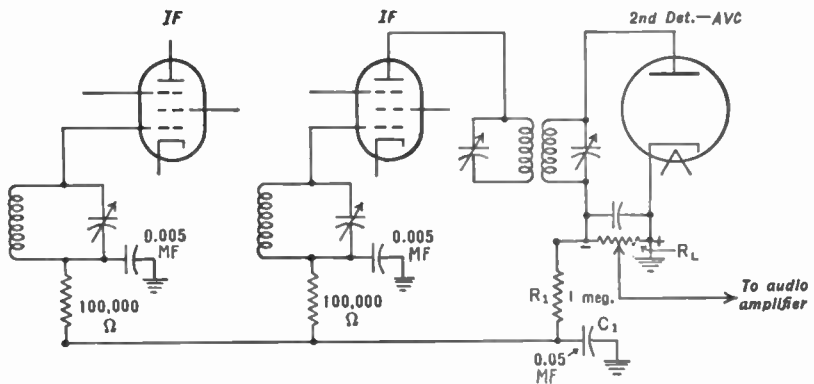 IF
IF
2nd Det.—AVC
0.005
MF
0.005
MF
100,000
Ω
100,000
Ω
− +
R_L
R₁ 1 meg.
To audio
amplifier
C₁
0.05
MF